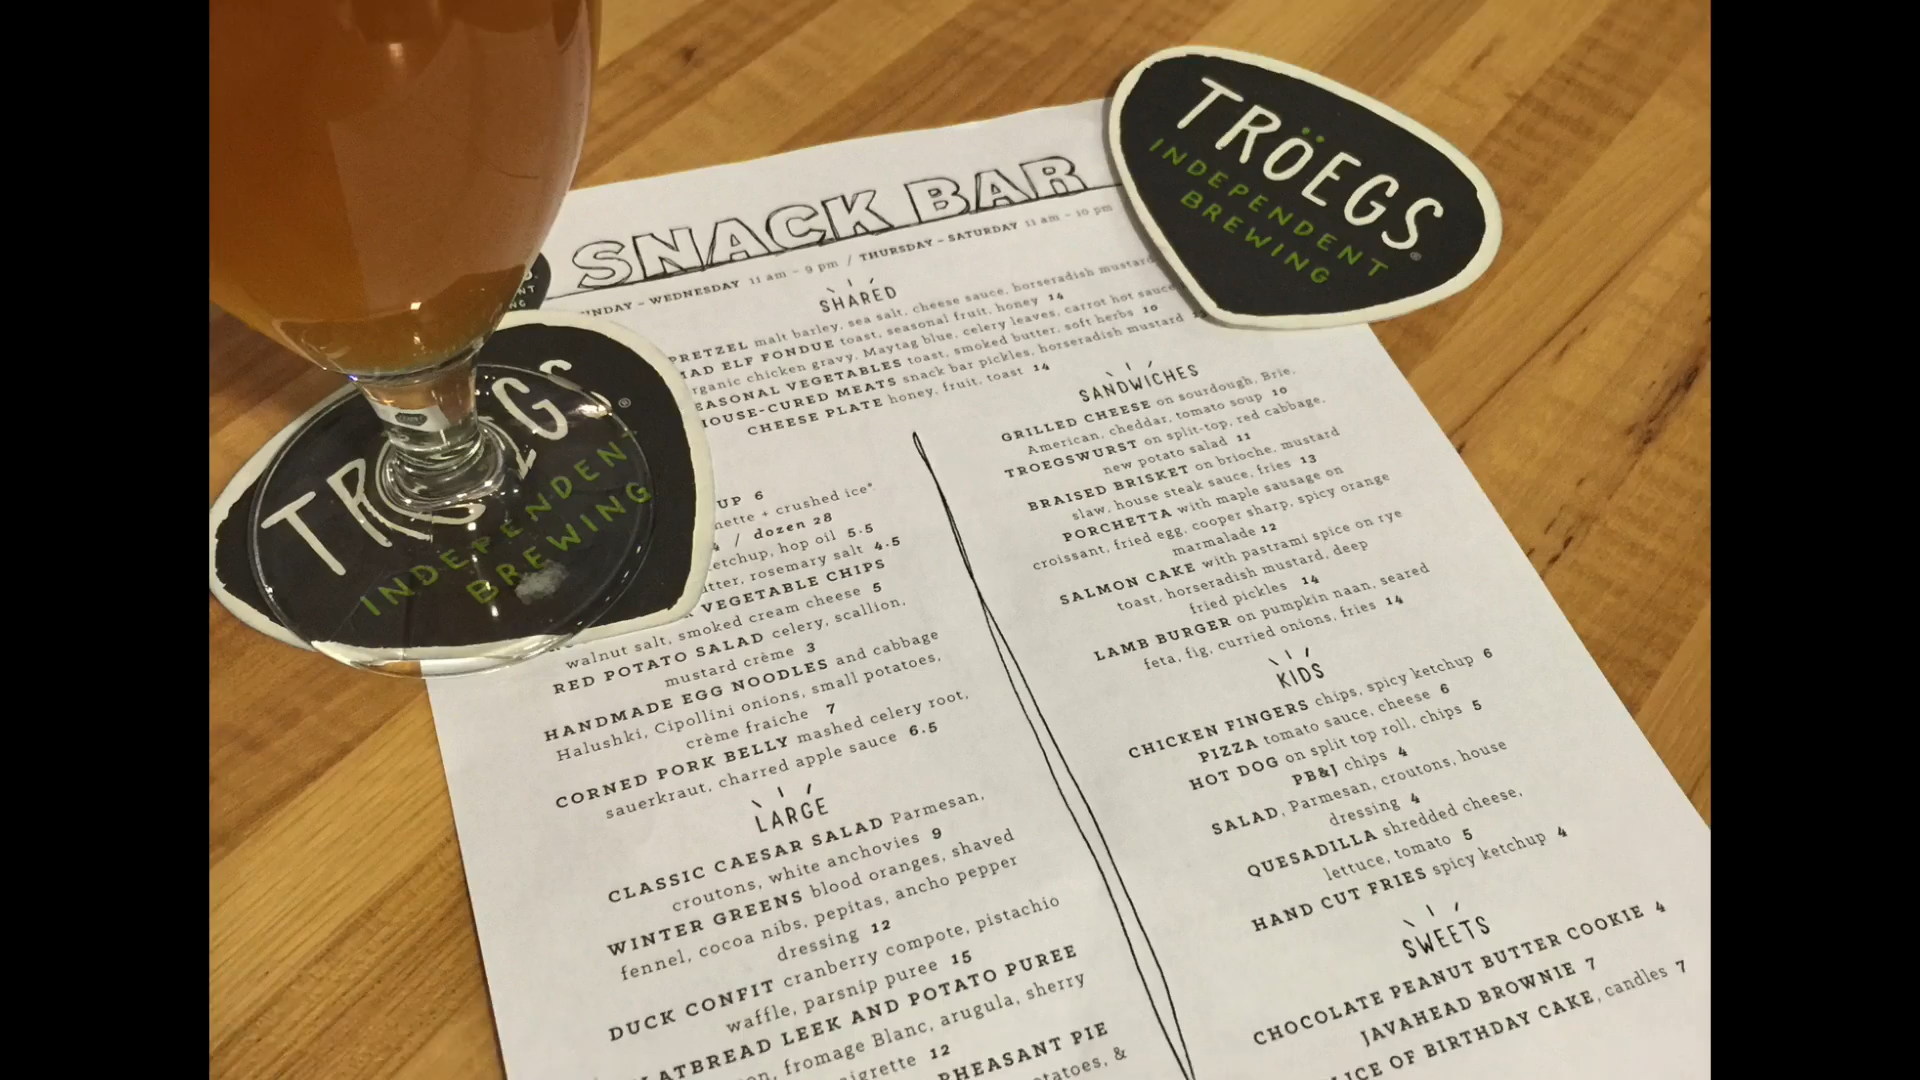 SNACK BAR
NDAY – WEDNESDAY 11 am – 9 pm / THURSDAY – SATURDAY 11 am – 10 pm
SHARED
PRETZEL malt barley, sea salt, cheese sauce, horseradish mustard
MAD ELF FONDUE toast, seasonal fruit, honey 14
rganic chicken gravy, Maytag blue, celery leaves, carrot hot sauce
EASONAL VEGETABLES toast, smoked butter, soft herbs 10
HOUSE-CURED MEATS snack bar pickles, horseradish mustard
CHEESE PLATE honey, fruit, toast 14
UP 6
nette + crushed ice*
/ dozen 28
etchup, hop oil 5.5
tter, rosemary salt 4.5
VEGETABLE CHIPS
walnut salt, smoked cream cheese 5
RED POTATO SALAD celery, scallion,
mustard crème 3
HANDMADE EGG NOODLES and cabbage
Halushki, Cipollini onions, small potatoes,
crème fraiche 7
CORNED PORK BELLY mashed celery root,
sauerkraut, charred apple sauce 6.5
LARGE
CLASSIC CAESAR SALAD Parmesan,
croutons, white anchovies 9
WINTER GREENS blood oranges, shaved
fennel, cocoa nibs, pepitas, ancho pepper
dressing 12
DUCK CONFIT cranberry compote, pistachio
waffle, parsnip puree 15
LATBREAD LEEK AND POTATO PUREE
on, fromage Blanc, arugula, sherry
aigrette 12
PHEASANT PIE
otatoes, &
SANDWICHES
GRILLED CHEESE on sourdough, Brie,
American, cheddar, tomato soup 10
TROEGSWURST on split-top, red cabbage,
new potato salad 11
BRAISED BRISKET on brioche, mustard
slaw, house steak sauce, fries 13
PORCHETTA with maple sausage on
croissant, fried egg, cooper sharp, spicy orange
marmalade 12
SALMON CAKE with pastrami spice on rye
toast, horseradish mustard, deep
fried pickles 14
LAMB BURGER on pumpkin naan, seared
feta, fig, curried onions, fries 14
KIDS
CHICKEN FINGERS chips, spicy ketchup 6
PIZZA tomato sauce, cheese 6
HOT DOG on split top roll, chips 5
PB&J chips 4
SALAD, Parmesan, croutons, house
dressing 4
QUESADILLA shredded cheese,
lettuce, tomato 5
HAND CUT FRIES spicy ketchup 4
SWEETS
CHOCOLATE PEANUT BUTTER COOKIE 4
JAVAHEAD BROWNIE 7
LICE OF BIRTHDAY CAKE, candles 7
TRÖEGS®
INDEPENDENT
BREWING
TR EGS®
INDEPENDENT
BREWING